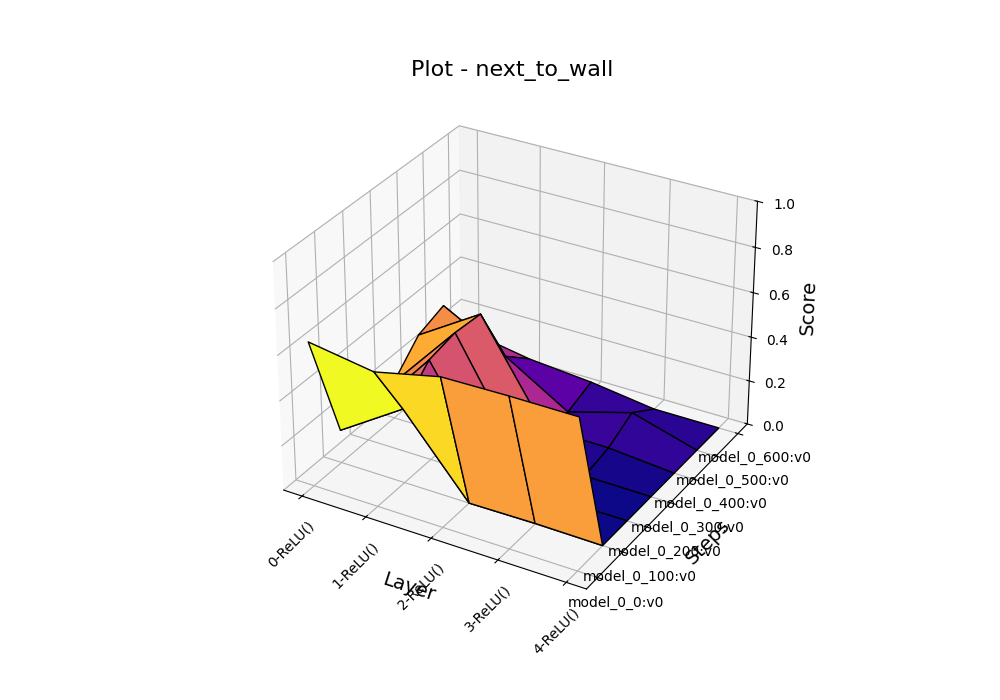 Plot - next_to_wall
1.0
0.8
0.6
0.4
0.2
0.0
Score
model_0_600:v0
model_0_500:v0
model_0_400:v0
model_0_300:v0
model_0_200:v0
model_0_100:v0
model_0_0:v0
Steps
0-ReLU()
1-ReLU()
2-ReLU()
3-ReLU()
4-ReLU()
Layer